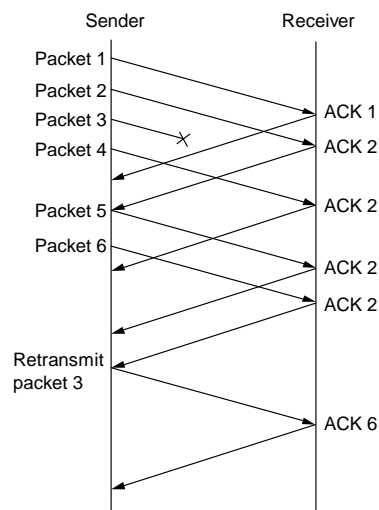 Sender
Receiver
Packet 1
Packet 2
Packet 3
Packet 4
Packet 5
Packet 6
Retransmit
packet 3
ACK 1
ACK 2
ACK 2
ACK 2
ACK 2
ACK 6